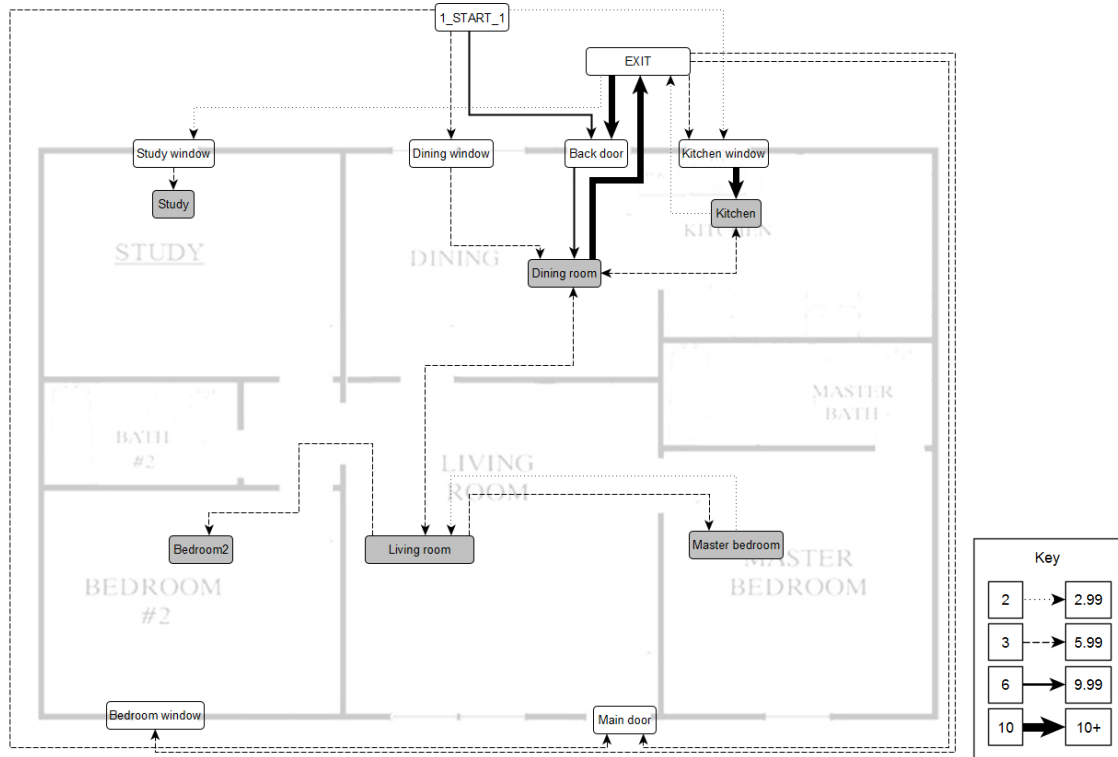 1_START_1
EXIT
Study window
Dining window
Back door
Kitchen window
Study
Kitchen
STUDY
DINING
KITCHEN
Dining room
MASTER
BATH
BATH
#2
LIVING
ROOM
Bedroom2
Living room
Master bedroom
BEDROOM
#2
MASTER
BEDROOM
Bedroom window
Main door
Key
2
2.99
3
5.99
6
9.99
10
10+